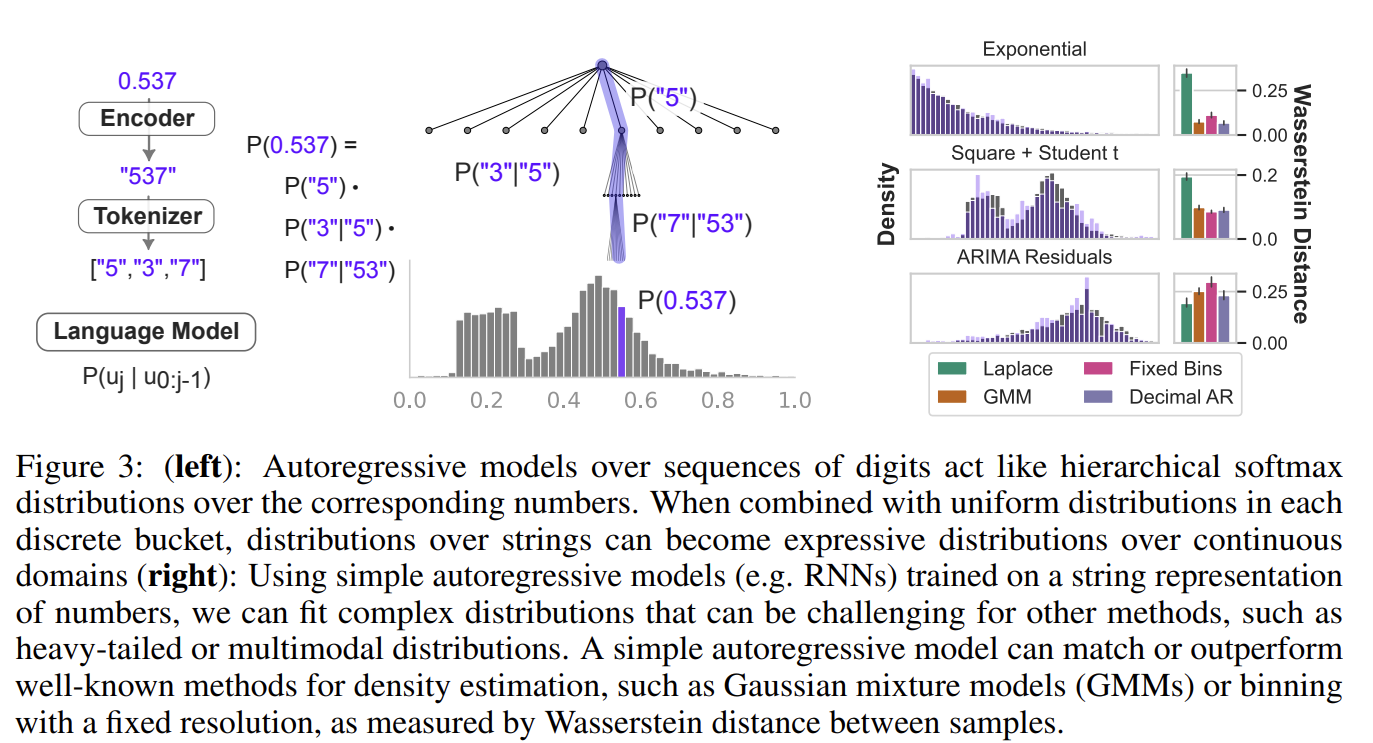 0.537
Encoder
"537"
Tokenizer
["5","3","7"]
Language Model
P(uj | u0:j-1)
P(0.537) =
P("5") ·
P("3"|"5") ·
P("7"|"53")
P("5")
P("3"|"5")
P("7"|"53")
P(0.537)
0.0 0.2 0.4 0.6 0.8 1.0
Density
Exponential
0.25
0.00
Square + Student t
0.2
0.0
ARIMA Residuals
0.25
0.00
Wasserstein Distance
Laplace Fixed Bins
GMM Decimal AR
Figure 3: (left): Autoregressive models over sequences of digits act like hierarchical softmax
distributions over the corresponding numbers. When combined with uniform distributions in each
discrete bucket, distributions over strings can become expressive distributions over continuous
domains (right): Using simple autoregressive models (e.g. RNNs) trained on a string representation
of numbers, we can fit complex distributions that can be challenging for other methods, such as
heavy-tailed or multimodal distributions. A simple autoregressive model can match or outperform
well-known methods for density estimation, such as Gaussian mixture models (GMMs) or binning
with a fixed resolution, as measured by Wasserstein distance between samples.